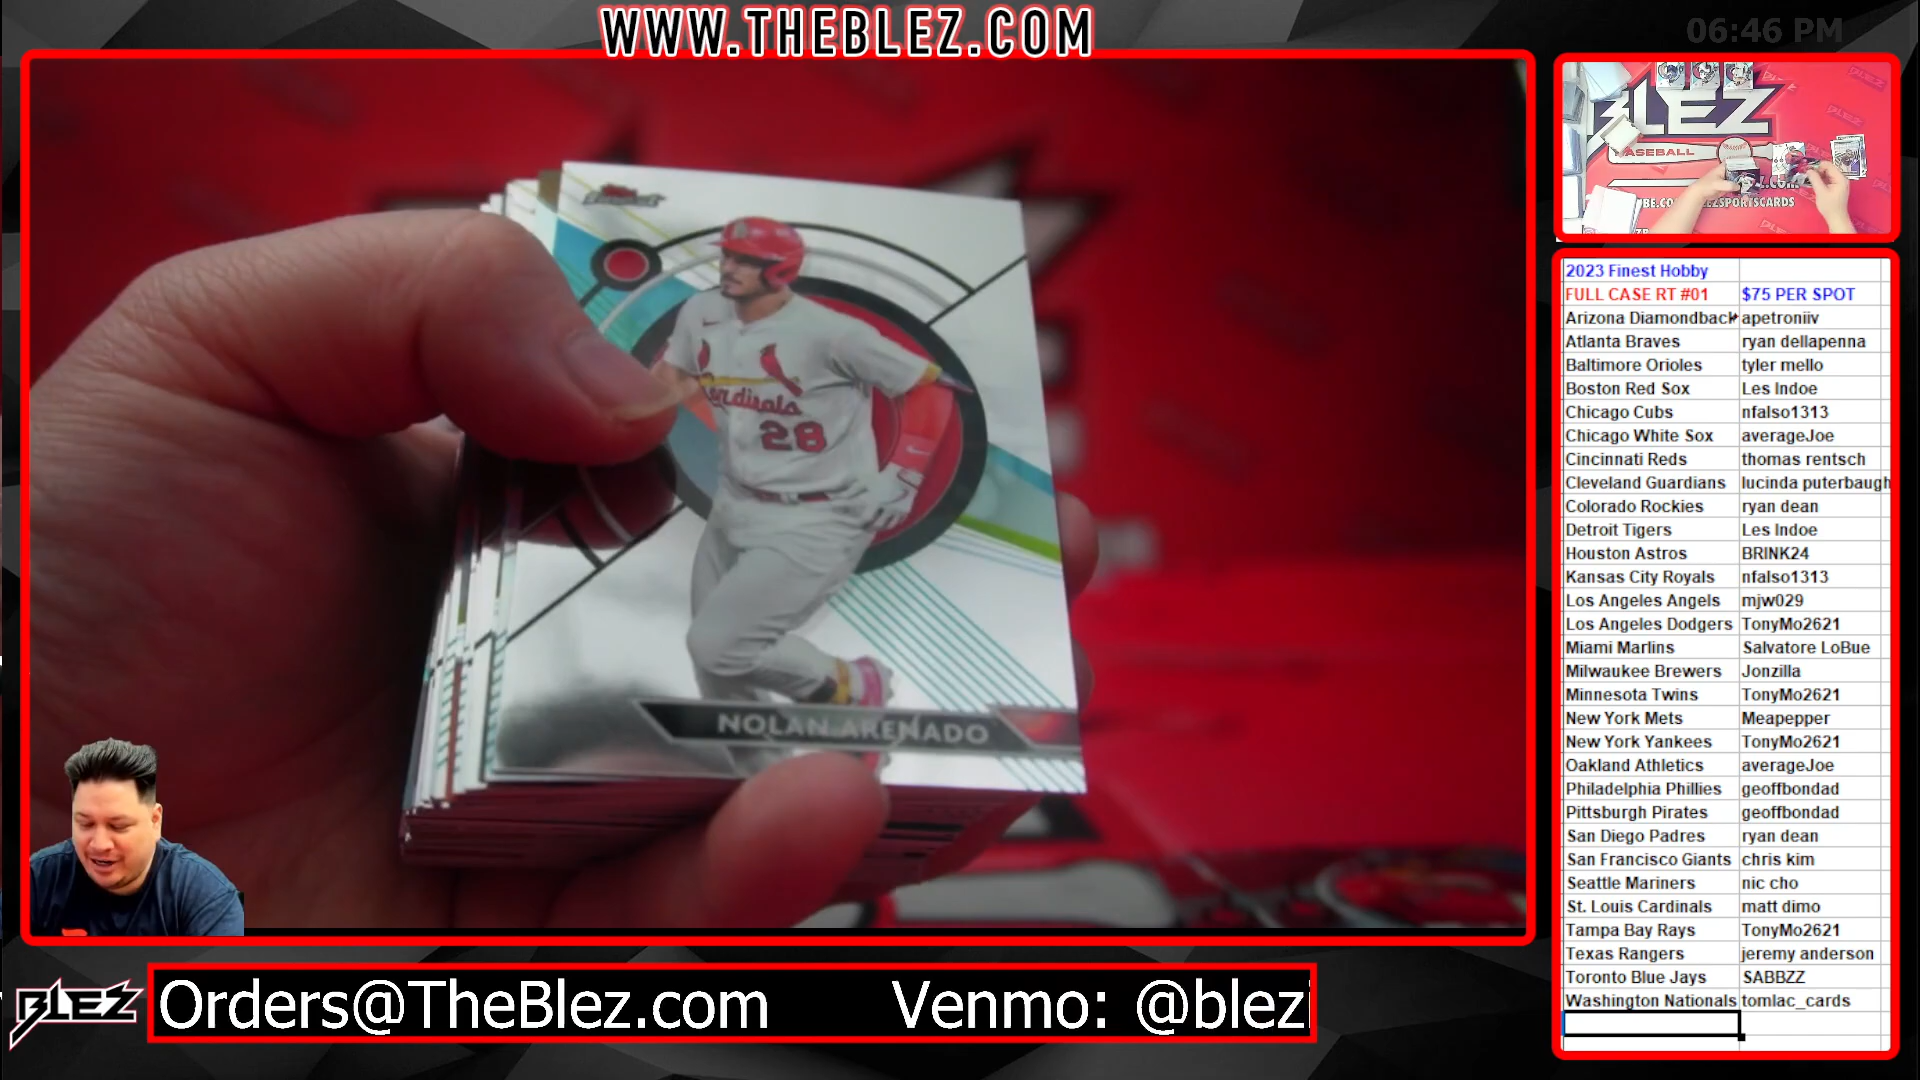 WWW.THEBLEZ.COM
06:46 PM
Finest
Cardinals
28
NOLAN ARENADO
BLEZ
BASEBALL
2023 Finest Hobby
FULL CASE RT #01 $75 PER SPOT
Arizona Diamondback apetroniiv
Atlanta Braves ryan dellapenna
Baltimore Orioles tyler mello
Boston Red Sox Les Indoe
Chicago Cubs nfalso1313
Chicago White Sox averageJoe
Cincinnati Reds thomas rentsch
Cleveland Guardians lucinda puterbaugh
Colorado Rockies ryan dean
Detroit Tigers Les Indoe
Houston Astros BRINK24
Kansas City Royals nfalso1313
Los Angeles Angels mjw029
Los Angeles Dodgers TonyMo2621
Miami Marlins Salvatore LoBue
Milwaukee Brewers Jonzilla
Minnesota Twins TonyMo2621
New York Mets Meapepper
New York Yankees TonyMo2621
Oakland Athletics averageJoe
Philadelphia Phillies geoffbondad
Pittsburgh Pirates geoffbondad
San Diego Padres ryan dean
San Francisco Giants chris kim
Seattle Mariners nic cho
St. Louis Cardinals matt dimo
Tampa Bay Rays TonyMo2621
Texas Rangers jeremy anderson
Toronto Blue Jays SABBZZ
Washington Nationals tomlac_cards
BLEZ
Orders@TheBlez.com Venmo: @blezi